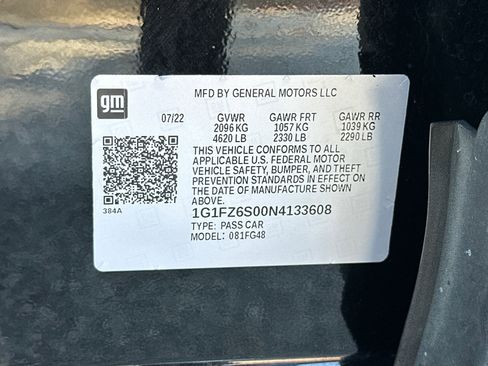 gm
MFD BY GENERAL MOTORS LLC
07/22 GVWR GAWR FRT GAWR RR
2096 KG 1057 KG 1039 KG
4620 LB 2330 LB 2290 LB
THIS VEHICLE CONFORMS TO ALL
APPLICABLE U.S. FEDERAL MOTOR
VEHICLE SAFETY, BUMPER, AND THEFT
PREVENTION STANDARDS IN EFFECT ON
THE DATE OF MANUFACTURE SHOWN
ABOVE.
384A
1G1FZ6S00N4133608
TYPE: PASS CAR
MODEL: 081FG48